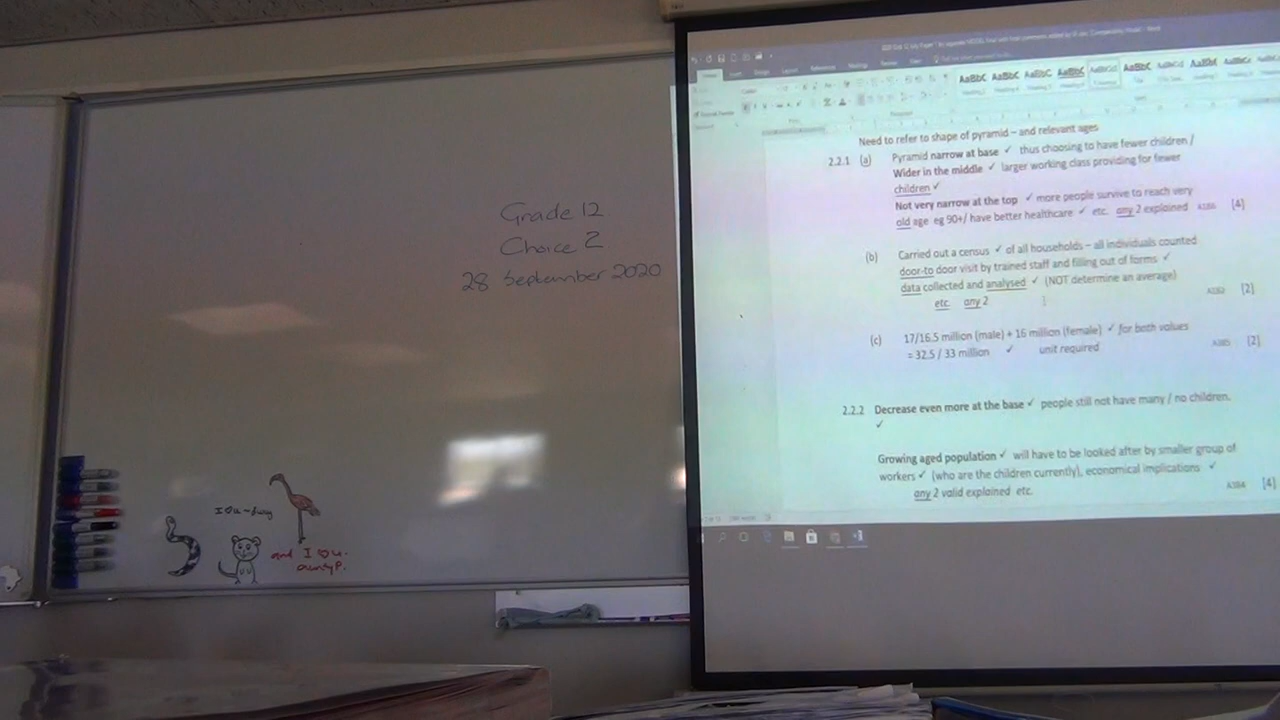 Grade 12
Choice 2
28 September 2020
and I
AaBbC AaBbC AaBbC AaBbC AaBbCc AaBbC
Need to refer to shape of pyramid – and relevant ages
2.2.1 (a) Pyramid narrow at base ✓ thus choosing to have fewer children /
Wider in the middle ✓ larger working class providing for fewer
children ✓
Not very narrow at the top ✓ more people survive to reach very
old age eg 90+/ have better healthcare ✓ etc. any 2 explained [4]
(b) Carried out a census ✓ of all households – all individuals counted
door-to door visit by trained staff and filling out of forms ✓
data collected and analysed ✓ (NOT determine an average)
etc. any 2 [2]
(c) 17/16.5 million (male) + 16 million (female) ✓ for both values
= 32.5 / 33 million ✓ unit required [2]
2.2.2 Decrease even more at the base ✓ people still not have many / no children.
✓
Growing aged population ✓ will have to be looked after by smaller group of
workers ✓ (who are the children currently), economical implications ✓
any 2 valid explained etc. [4]